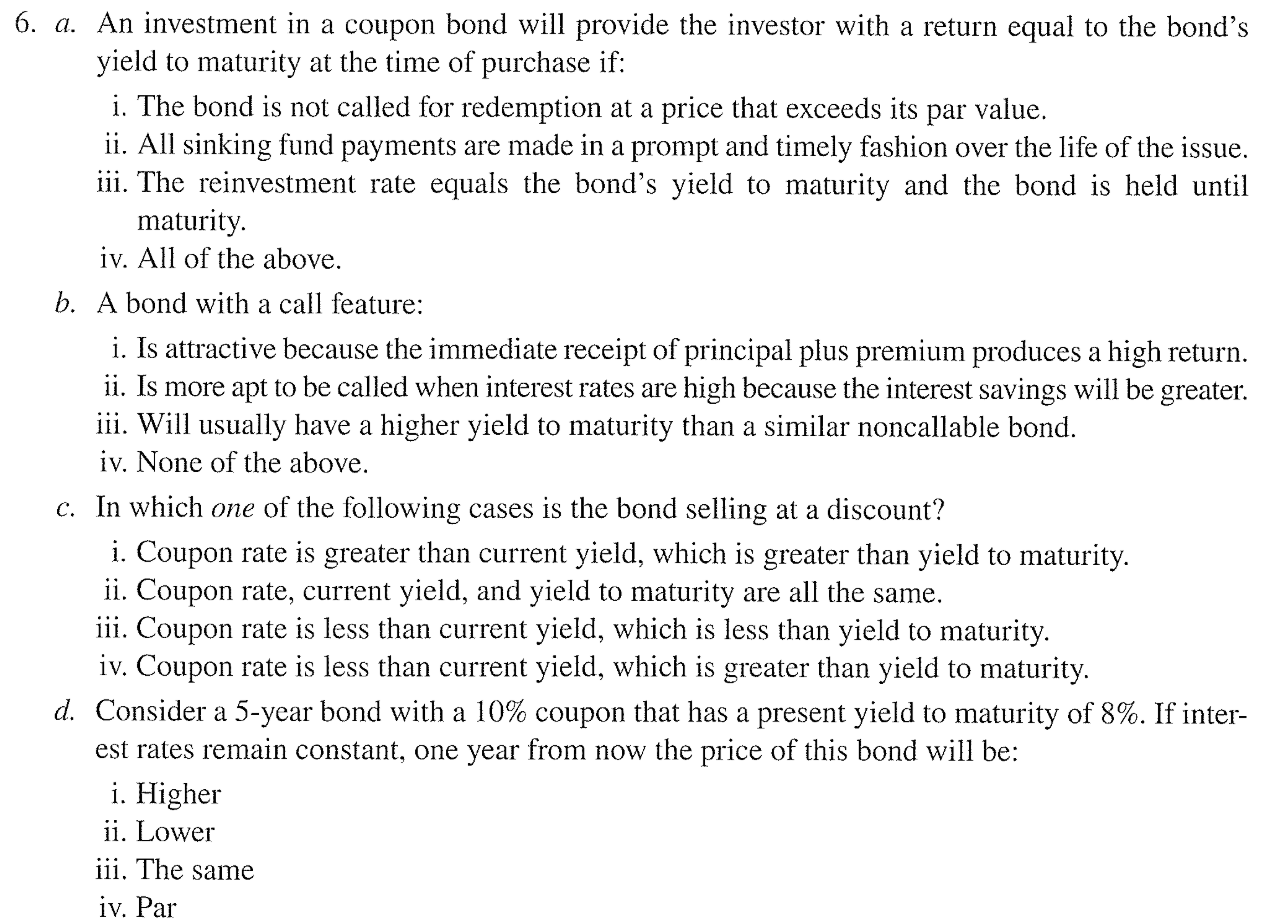 6. a. An investment in a coupon bond will provide the investor with a return equal to the bond's
yield to maturity at the time of purchase if:
i. The bond is not called for redemption at a price that exceeds its par value.
ii. All sinking fund payments are made in a prompt and timely fashion over the life of the issue.
iii. The reinvestment rate equals the bond's yield to maturity and the bond is held until
maturity.
iv. All of the above.
b. A bond with a call feature:
i. Is attractive because the immediate receipt of principal plus premium produces a high return.
ii. Is more apt to be called when interest rates are high because the interest savings will be greater.
iii. Will usually have a higher yield to maturity than a similar noncallable bond.
iv. None of the above.
c. In which one of the following cases is the bond selling at a discount?
i. Coupon rate is greater than current yield, which is greater than yield to maturity.
ii. Coupon rate, current yield, and yield to maturity are all the same.
iii. Coupon rate is less than current yield, which is less than yield to maturity.
iv. Coupon rate is less than current yield, which is greater than yield to maturity.
d. Consider a 5-year bond with a 10% coupon that has a present yield to maturity of 8%. If inter-
est rates remain constant, one year from now the price of this bond will be:
i. Higher
ii. Lower
iii. The same
iv. Par